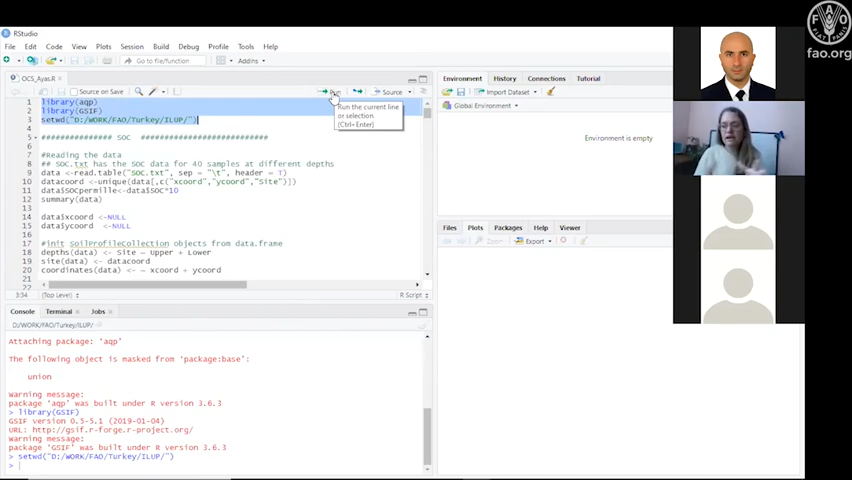 RStudio
File Edit Code View Plots Session Build Debug Profile Tools Help
Go to file/function
Addins
OCS_Ayas.R
Source on Save
Run
Source
Run the current line
or selection
(Ctrl+Enter)
1 library(aqp)
2 library(GSIF)
3 setwd("D:/WORK/FAO/Turkey/ILUP/")
4
5 ############### SOC ##########################
6
7 #Reading the data
8 ## SOC.txt has the SOC data for 40 samples at different depths
9 data <-read.table("SOC.txt", sep = "\t", header = T)
10 datacoord <-unique(data[,c("xcoord","ycoord","Site")])
11 data$SOCpermille<-data$SOC*10
12 summary(data)
13
14 data$xcoord <-NULL
15 data$ycoord <-NULL
16
17 #init SoilProfileCollection objects from data.frame
18 depths(data) <- Site ~ Upper + Lower
19 site(data) <- datacoord
20 coordinates(data) <- ~ xcoord + ycoord
21
3:34 (Top Level) R Script
Console Terminal Jobs
D:/WORK/FAO/Turkey/ILUP/
Attaching package: 'aqp'
The following object is masked from 'package:base':
union
Warning message:
package 'aqp' was built under R version 3.6.3
> library(GSIF)
GSIF version 0.5-5.1 (2019-01-04)
URL: http://gsif.r-forge.r-project.org/
Warning message:
package 'GSIF' was built under R version 3.6.3
> setwd("D:/WORK/FAO/Turkey/ILUP/")
>
Environment History Connections Tutorial
Import Dataset
Global Environment
Environment is empty
Files Plots Packages Help Viewer
Zoom Export
FAO
FIAT PANIS
fao.org